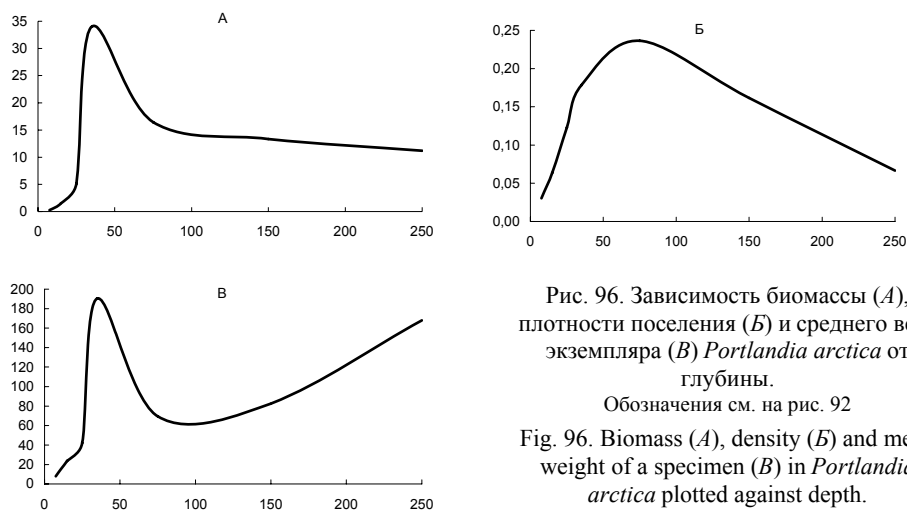 А
35
30
25
20
15
10
5
0
0 50 100 150 200 250
Б
0,25
0,20
0,15
0,10
0,05
0,00
0 50 100 150 200 250
В
200
180
160
140
120
100
80
60
40
20
0
0 50 100 150 200 250
Рис. 96. Зависимость биомассы (А),
плотности поселения (Б) и среднего
экземпляра (В) Portlandia arctica от
глубины.
Обозначения см. на рис. 92
Fig. 96. Biomass (А), density (Б) and
weight of a specimen (В) in Portlandia
arctica plotted against depth.